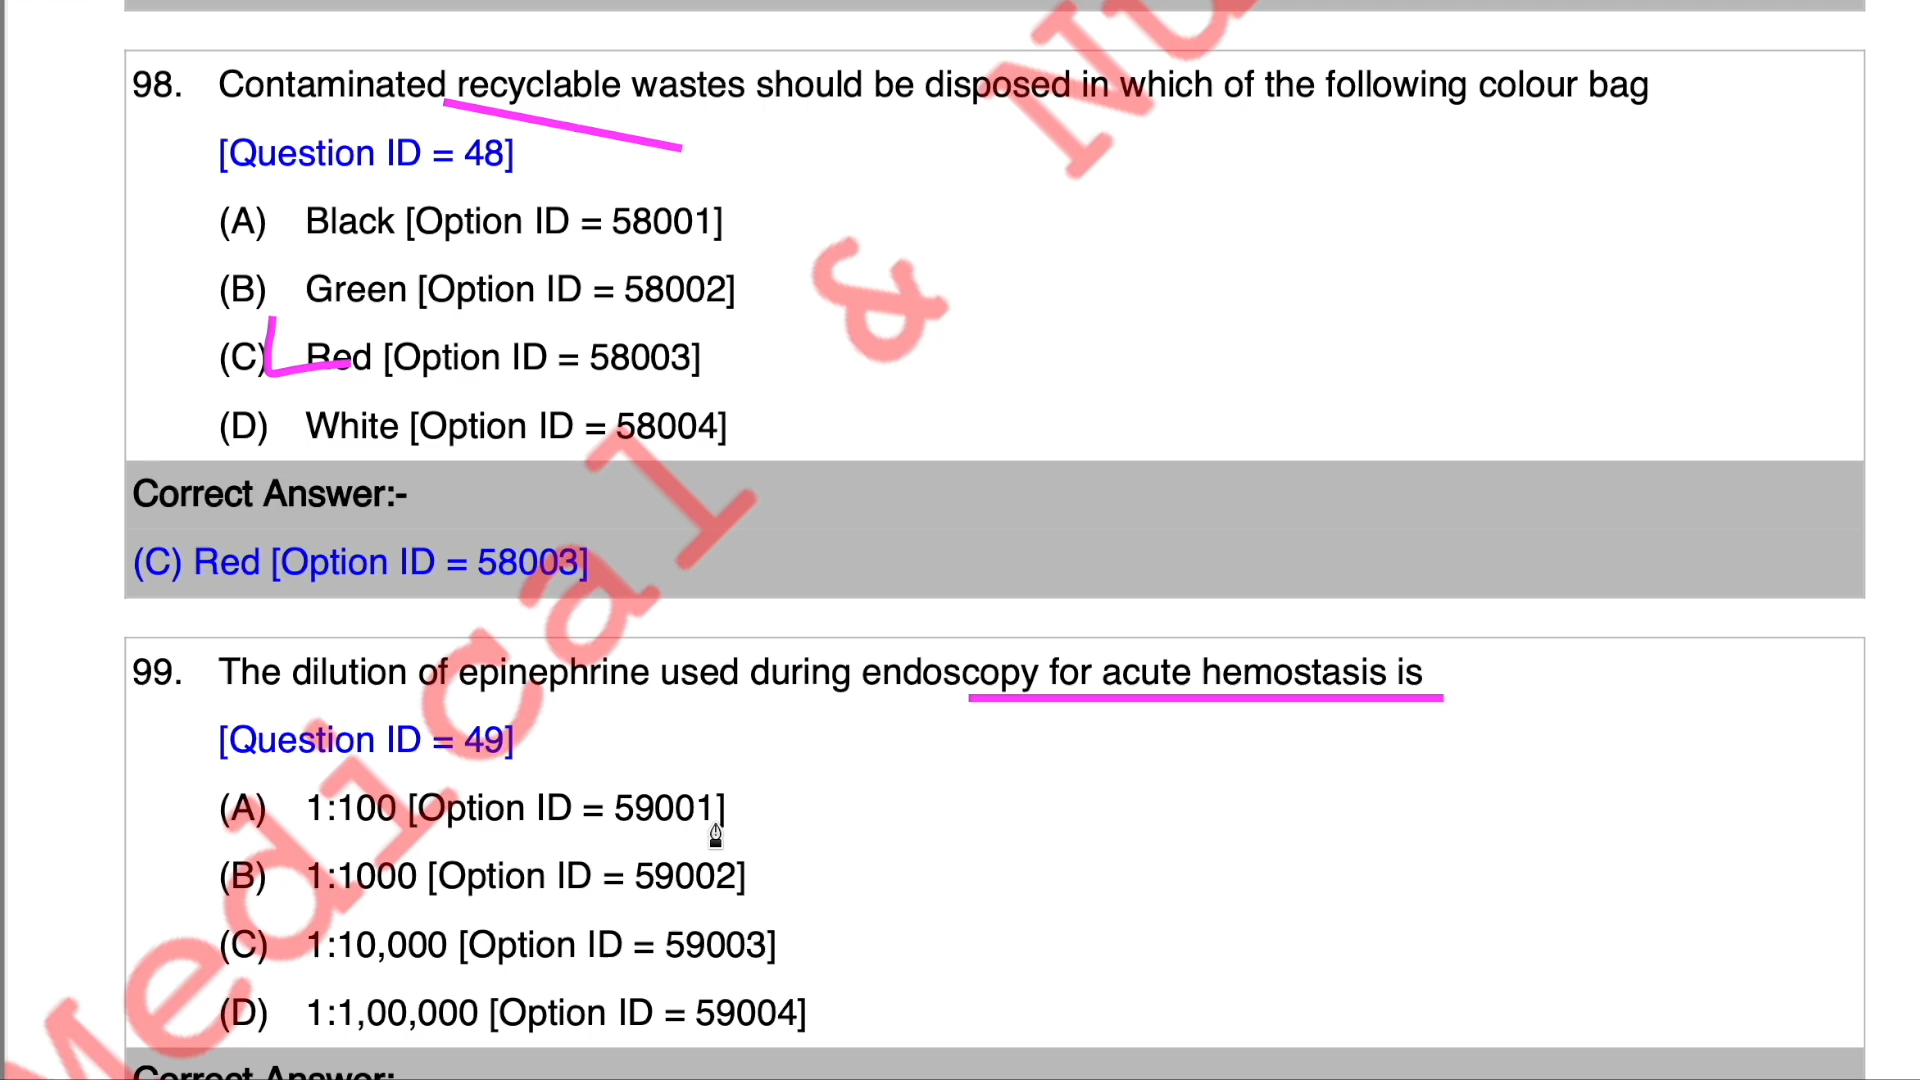 98. Contaminated recyclable wastes should be disposed in which of the following colour bag
[Question ID = 48]
(A) Black [Option ID = 58001]
(B) Green [Option ID = 58002]
(C) Red [Option ID = 58003]
(D) White [Option ID = 58004]
Correct Answer:-
(C) Red [Option ID = 58003]
99. The dilution of epinephrine used during endoscopy for acute hemostasis is
[Question ID = 49]
(A) 1:100 [Option ID = 59001]
(B) 1:1000 [Option ID = 59002]
(C) 1:10,000 [Option ID = 59003]
(D) 1:1,00,000 [Option ID = 59004]
Correct Answer:-
Medical & Nu